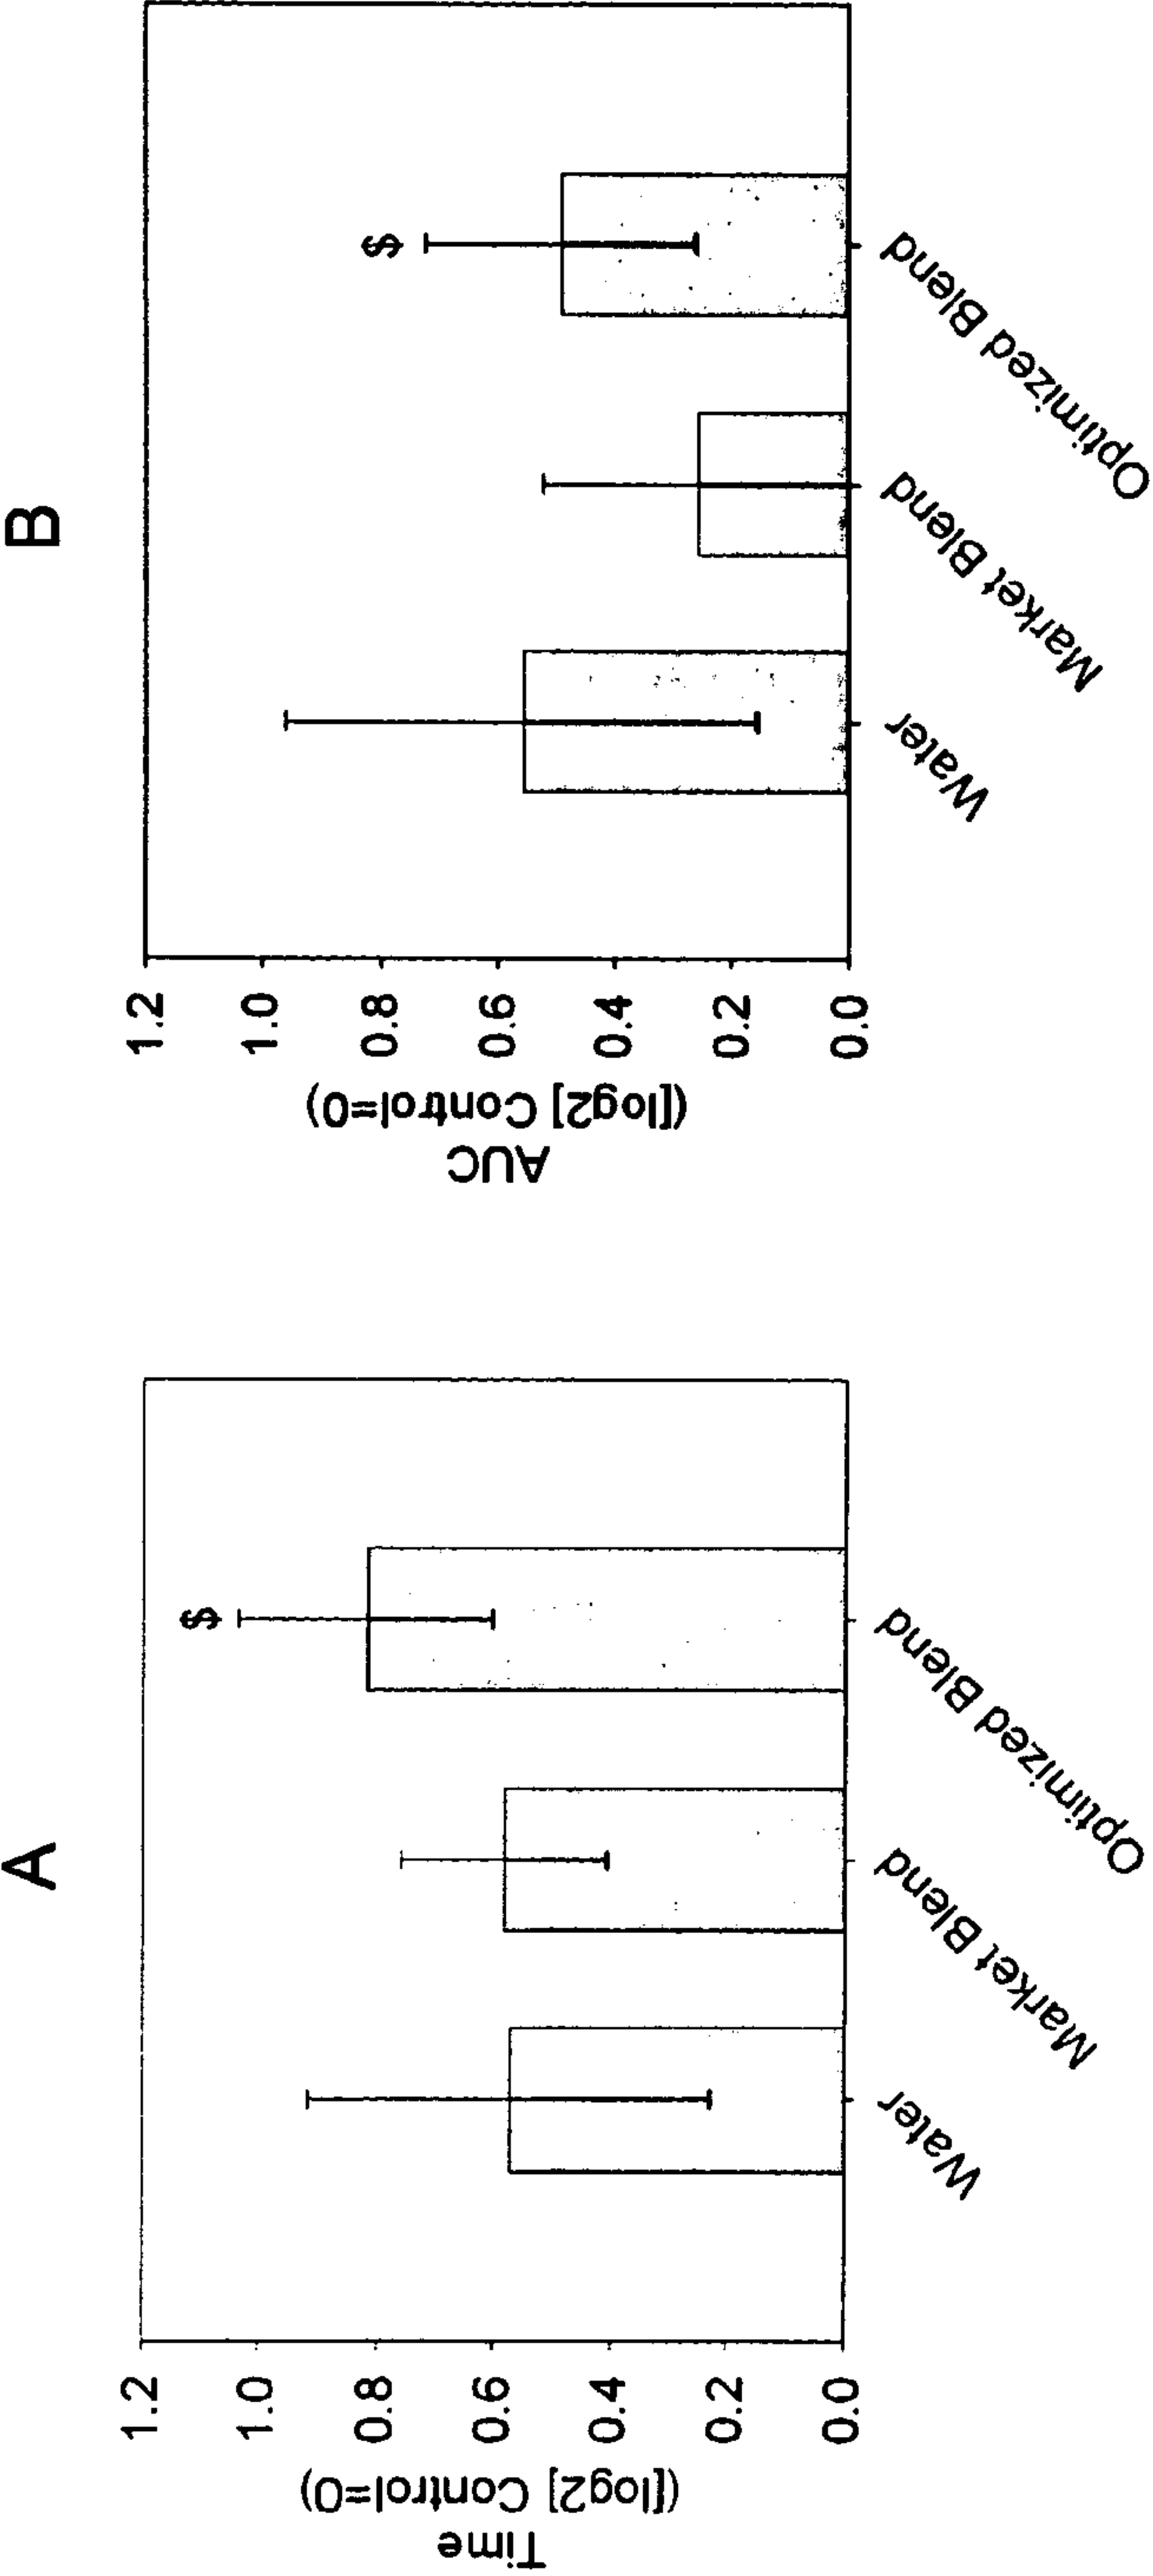 A
Time
([log2] Control=0)
1.2
1.0
0.8
0.6
0.4
0.2
0.0
$
Water
Market Blend
Optimized Blend
B
AUC
([log2] Control=0)
1.2
1.0
0.8
0.6
0.4
0.2
0.0
$
Water
Market Blend
Optimized Blend